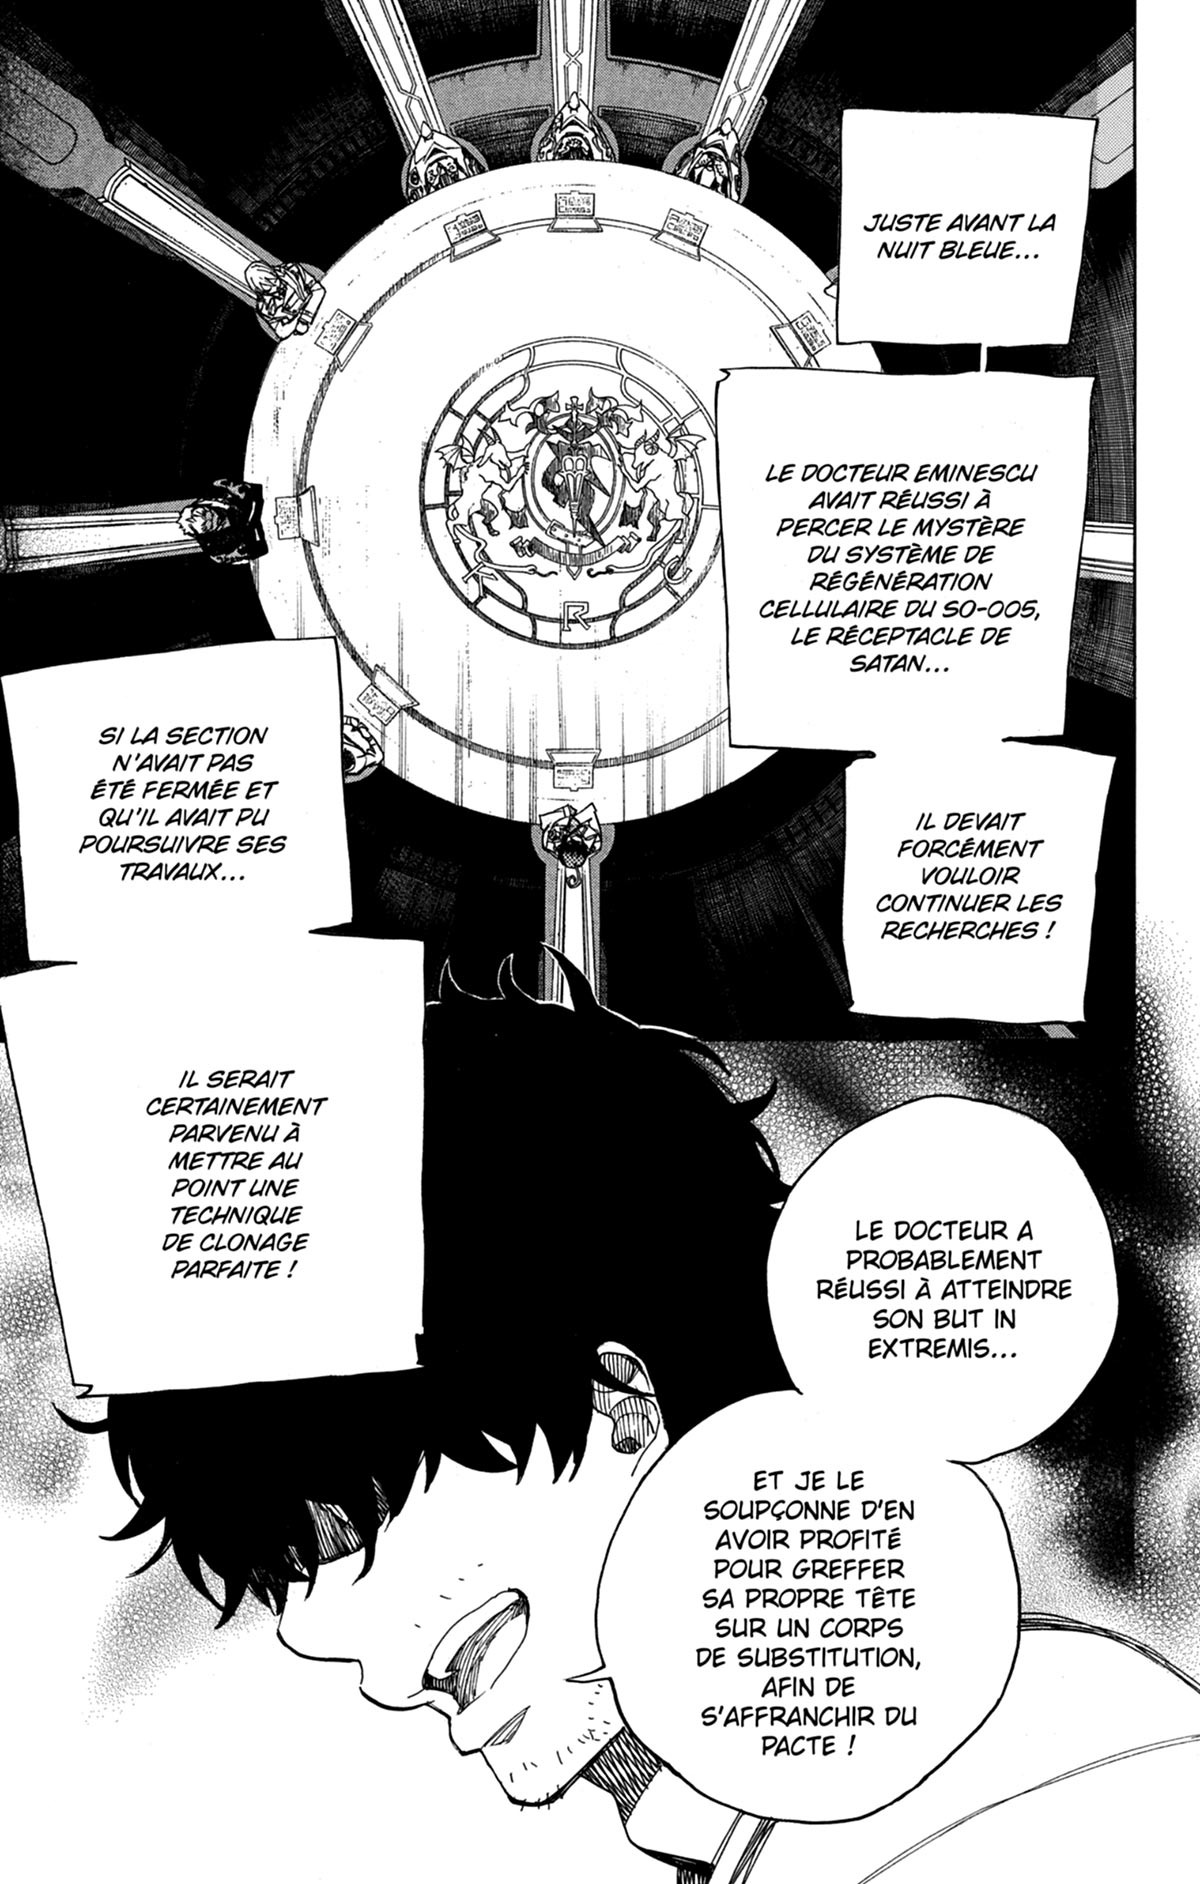 JUSTE AVANT LA
NUIT BLEUE...
LE DOCTEUR EMINESCU
AVAIT RÉUSSI À
PERCER LE MYSTÈRE
DU SYSTÈME DE
RÉGÉNÉRATION
CELLULAIRE DU SO-005,
LE RÉCEPTACLE DE
SATAN...
IL DEVAIT
FORCÉMENT
VOULOIR
CONTINUER LES
RECHERCHES !
SI LA SECTION
N'AVAIT PAS
ÉTÉ FERMÉE ET
QU'IL AVAIT PU
POURSUIVRE SES
TRAVAUX...
IL SERAIT
CERTAINEMENT
PARVENU À
METTRE AU
POINT UNE
TECHNIQUE
DE CLONAGE
PARFAITE !
LE DOCTEUR A
PROBABLEMENT
RÉUSSI À ATTEINDRE
SON BUT IN
EXTREMIS...
ET JE LE
SOUPÇONNE D'EN
AVOIR PROFITÉ
POUR GREFFER
SA PROPRE TÊTE
SUR UN CORPS
DE SUBSTITUTION,
AFIN DE
S'AFFRANCHIR DU
PACTE !